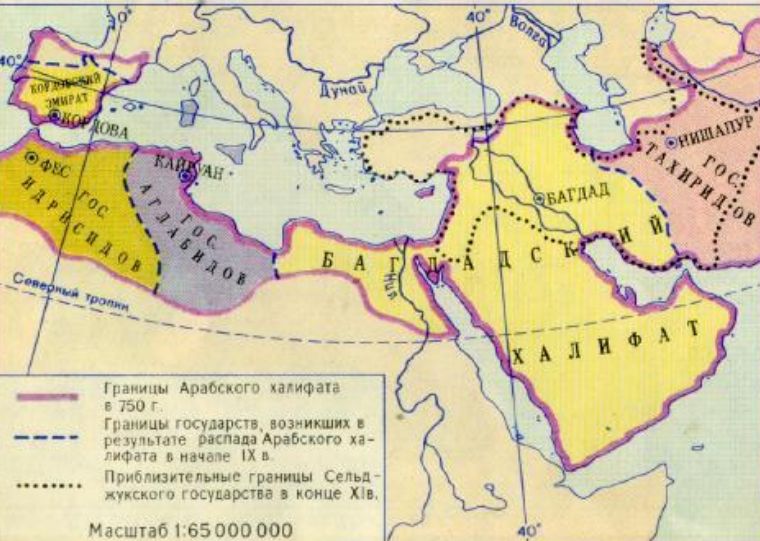 0°
40°
40°
Волга
Дунай
КОРДОВСКИЙ
ЭМИРАТ
КОРДОВА
ФЕС
ГОС.
ИДРИСИДОВ
КАЙРУАН
ГОС.
АГЛАБИДОВ
НИШАПУР
ГОС.
ТАХИРИДОВ
БАГДАД
БАГДАДСКИЙ
ХАЛИФАТ
Нил
Северный тропик
Границы Арабского халифата
в 750 г.
Границы государств, возникших в
результате распада Арабского ха-
лифата в начале IX в.
Приблизительные границы Сельд-
жукского государства в конце XI в.
Масштаб 1:65 000 000
40°